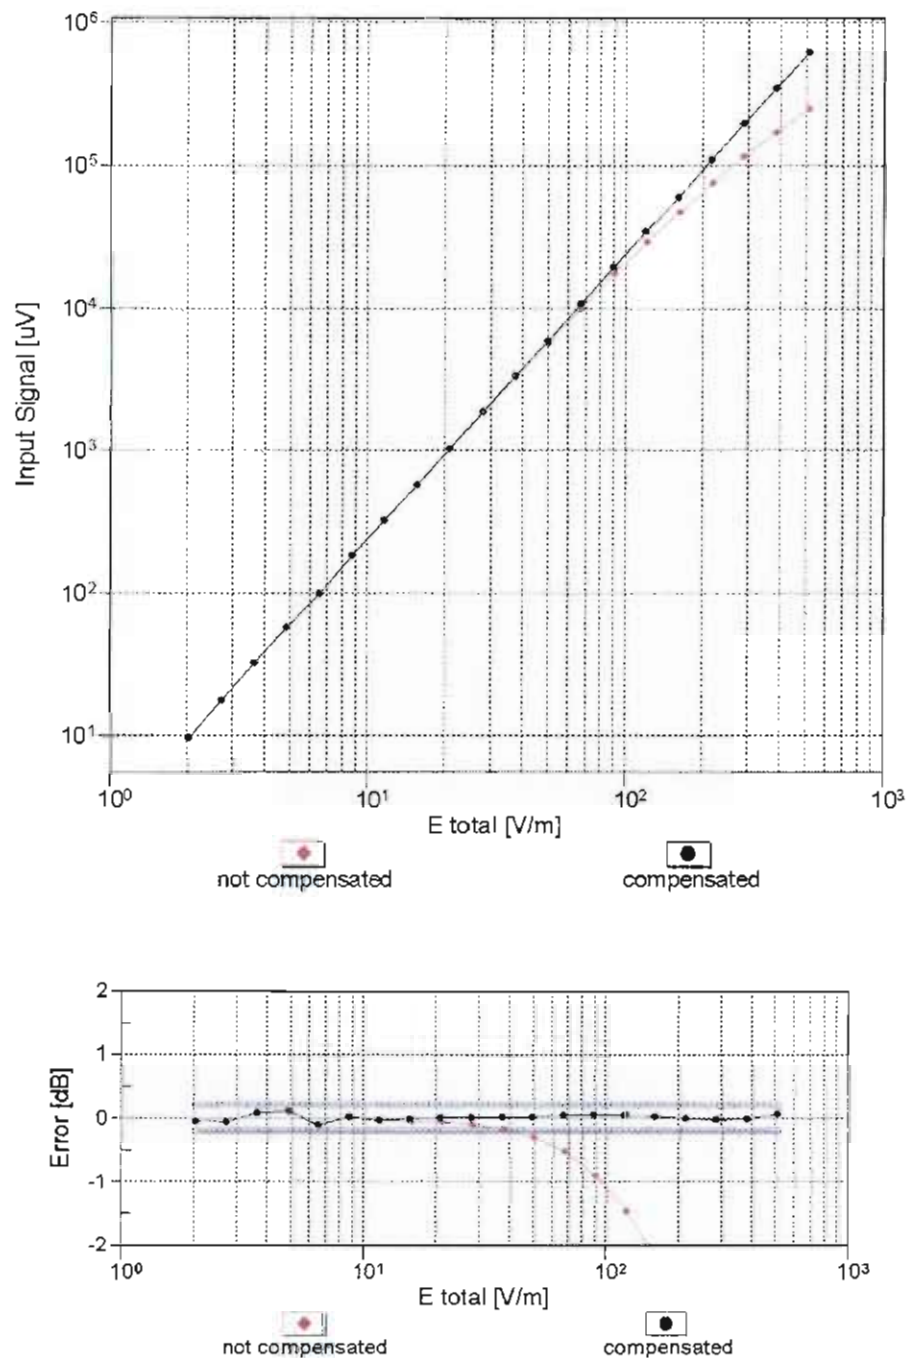 10⁶
10⁵
10⁴
10³
10²
10¹
Input Signal [uV]
10⁰ 10¹ 10² 10³
E total [V/m]
not compensated compensated
2
1
0
-1
-2
Error [dB]
10⁰ 10¹ 10² 10³
E total [V/m]
not compensated compensated